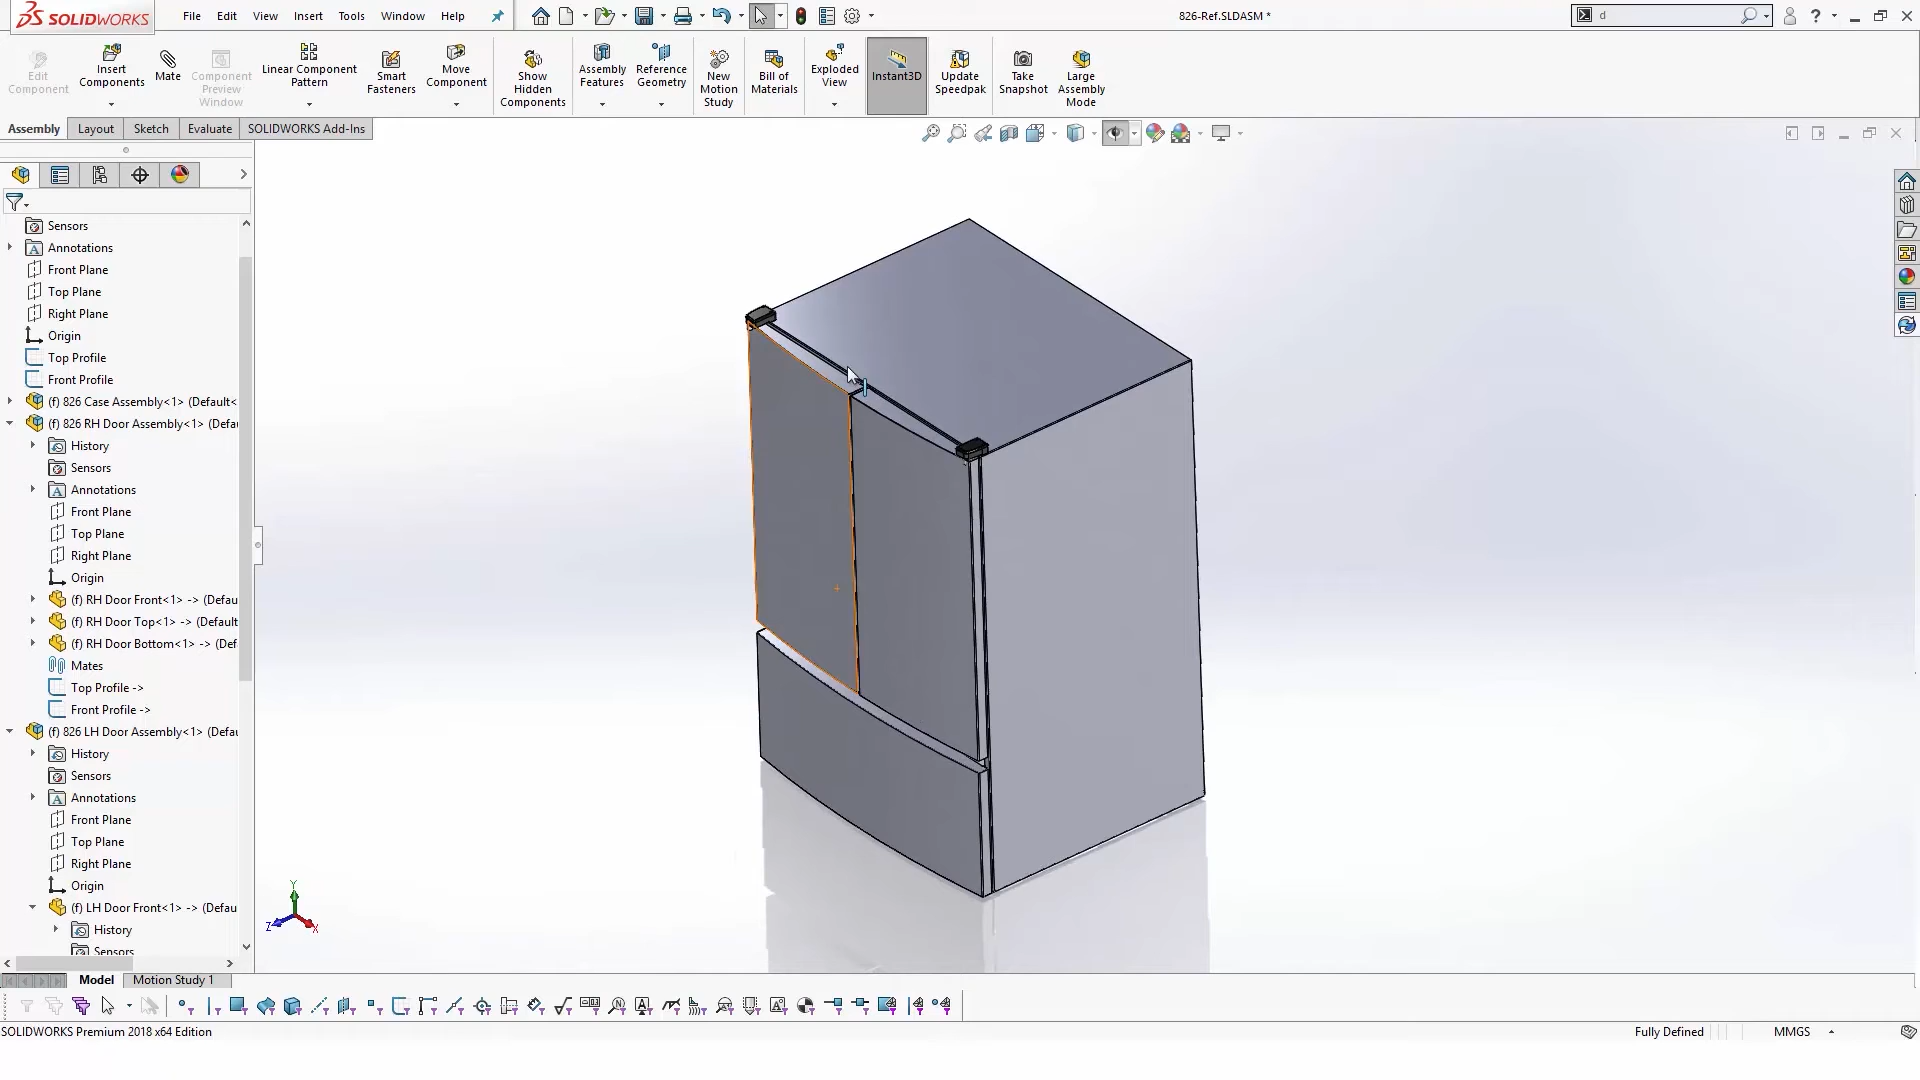 SOLIDWORKS File Edit View Insert Tools Window Help 826-Ref.SLDASM * d
Edit Component
Insert Components
Mate
Component Preview Window
Linear Component Pattern
Smart Fasteners
Move Component
Show Hidden Components
Assembly Features
Reference Geometry
New Motion Study
Bill of Materials
Exploded View
Instant3D
Update Speedpak
Take Snapshot
Large Assembly Mode
Assembly Layout Sketch Evaluate SOLIDWORKS Add-Ins
Sensors
Annotations
Front Plane
Top Plane
Right Plane
Origin
Top Profile
Front Profile
(f) 826 Case Assembly<1> (Default<
(f) 826 RH Door Assembly<1> (Defau
History
Sensors
Annotations
Front Plane
Top Plane
Right Plane
Origin
(f) RH Door Front<1> -> (Defau
(f) RH Door Top<1> -> (Default
(f) RH Door Bottom<1> -> (Def
Mates
Top Profile ->
Front Profile ->
(f) 826 LH Door Assembly<1> (Defau
History
Sensors
Annotations
Front Plane
Top Plane
Right Plane
Origin
(f) LH Door Front<1> -> (Defau
History
Sensors
Y
Z
X
Model Motion Study 1
SOLIDWORKS Premium 2018 x64 Edition Fully Defined MMGS